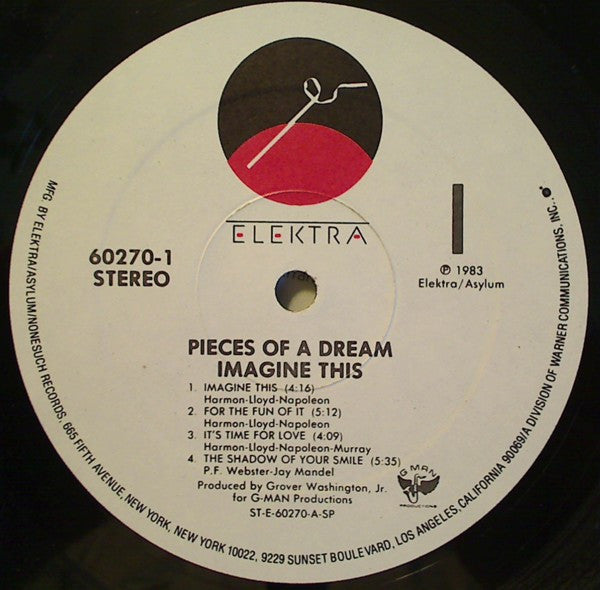 ELEKTRA
60270-1
STEREO
I
℗ 1983
Elektra/Asylum
PIECES OF A DREAM
IMAGINE THIS
1. IMAGINE THIS (4:16)
Harmon-Lloyd-Napoleon
2. FOR THE FUN OF IT (5:12)
Harmon-Lloyd-Napoleon
3. IT'S TIME FOR LOVE (4:09)
Harmon-Lloyd-Napoleon-Murray
4. THE SHADOW OF YOUR SMILE (5:35)
P.F. Webster-Jay Mandel
Produced by Grover Washington, Jr.
for G-MAN Productions
ST-E-60270-A-SP
G-MAN
PRODUCTIONS
MFG. BY ELEKTRA/ASYLUM/NONESUCH RECORDS, 665 FIFTH AVENUE, NEW YORK, NEW YORK 10022, 9229 SUNSET BOULEVARD, LOS ANGELES, CALIFORNIA 90069/A DIVISION OF WARNER COMMUNICATIONS, INC.